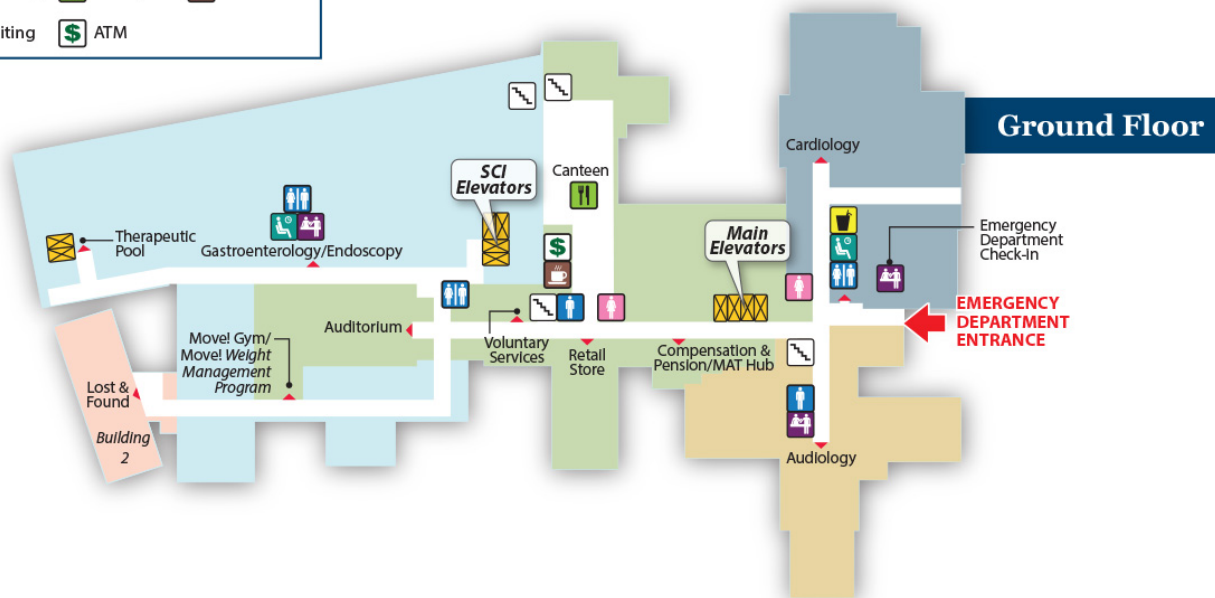 $ ATM
Ground Floor
Cardiology
SCI
Elevators
Canteen
Main
Elevators
Emergency
Department
Check-In
Therapeutic
Pool
Gastroenterology/Endoscopy
$
EMERGENCY
DEPARTMENT
ENTRANCE
Auditorium
Move! Gym/
Move! Weight
Management
Program
Voluntary
Services
Retail
Store
Compensation &
Pension/MAT Hub
Lost &
Found
Building
2
Audiology